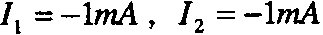 I₁ = −1mA , I₂ = −1mA